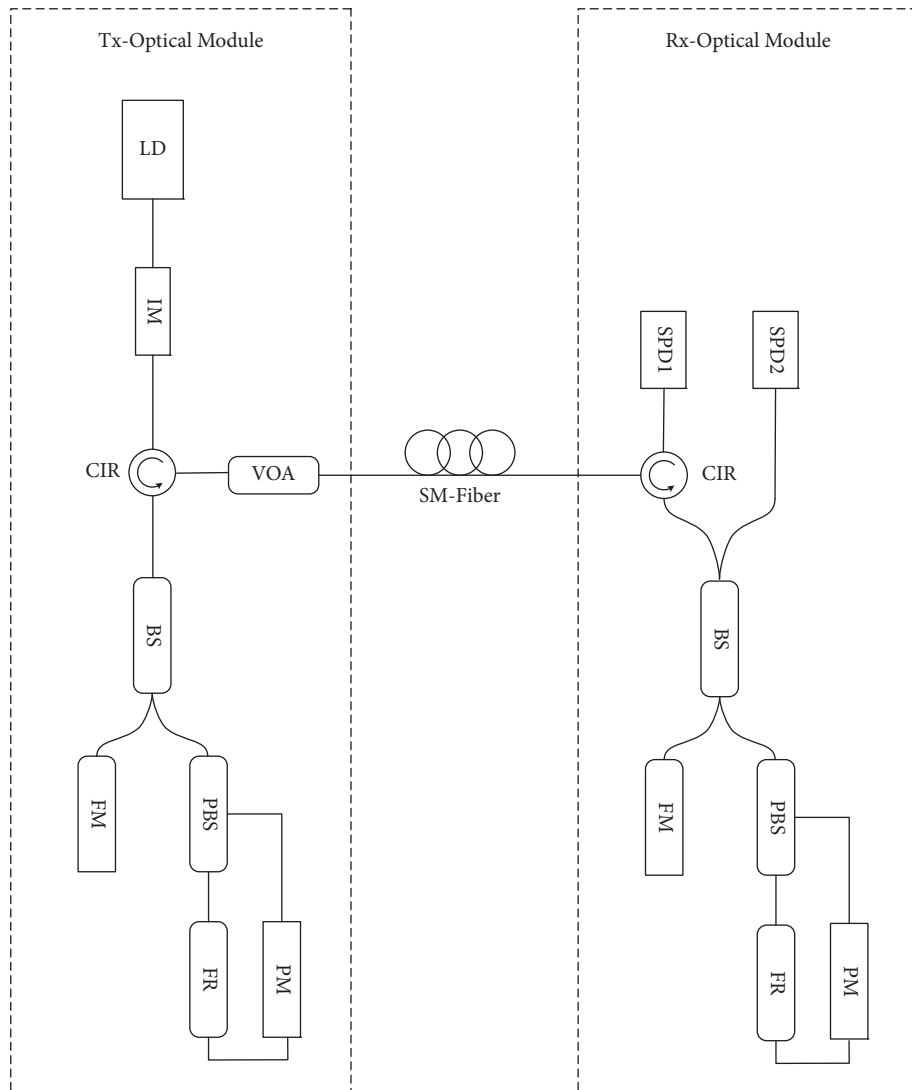 Tx-Optical Module
Rx-Optical Module
LD
IM
SPD1
SPD2
CIR
VOA
SM-Fiber
CIR
BS
BS
FM
PBS
FM
PBS
FR
PM
FR
PM